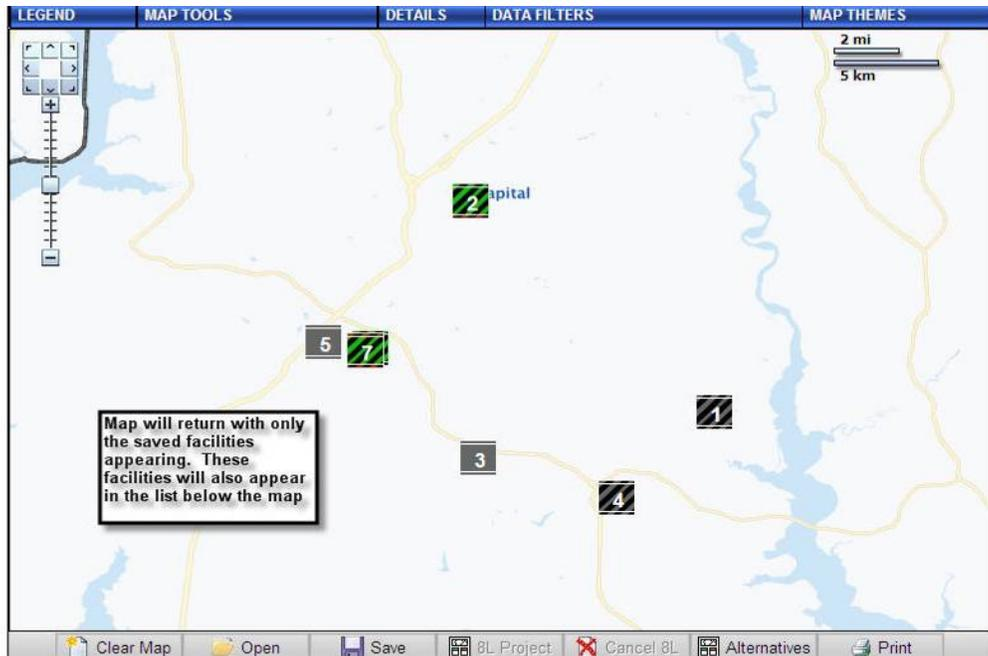 LEGEND MAP TOOLS DETAILS DATA FILTERS MAP THEMES
2 mi
5 km
2 apital
5 7
1
3
4
Map will return with only
the saved facilities
appearing. These
facilities will also appear
in the list below the map
Clear Map Open Save 8L Project Cancel 8L Alternatives Print